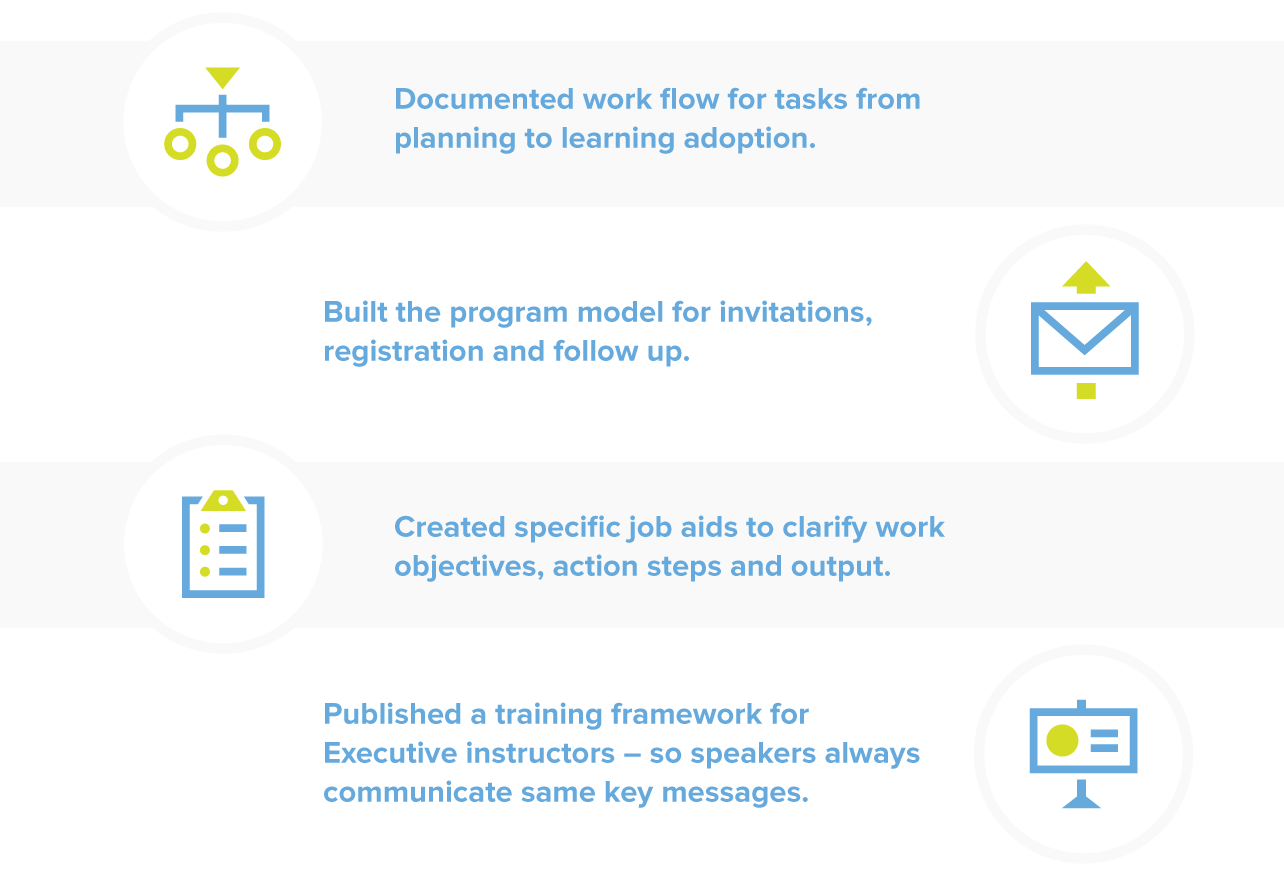 Documented work flow for tasks from
planning to learning adoption.
Built the program model for invitations,
registration and follow up.
Created specific job aids to clarify work
objectives, action steps and output.
Published a training framework for
Executive instructors – so speakers always
communicate same key messages.